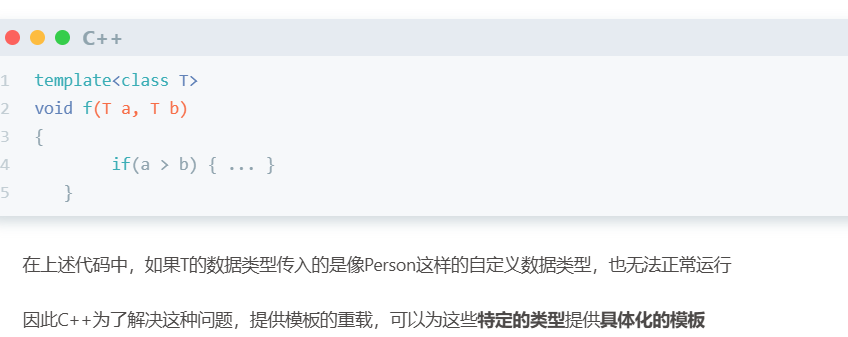 C++
1 template<class T>
2 void f(T a, T b)
3 {
4 if(a > b) { ... }
5 }
在上述代码中，如果T的数据类型传入的是像Person这样的自定义数据类型，也无法正常运行
因此C++为了解决这种问题，提供模板的重载，可以为这些特定的类型提供具体化的模板